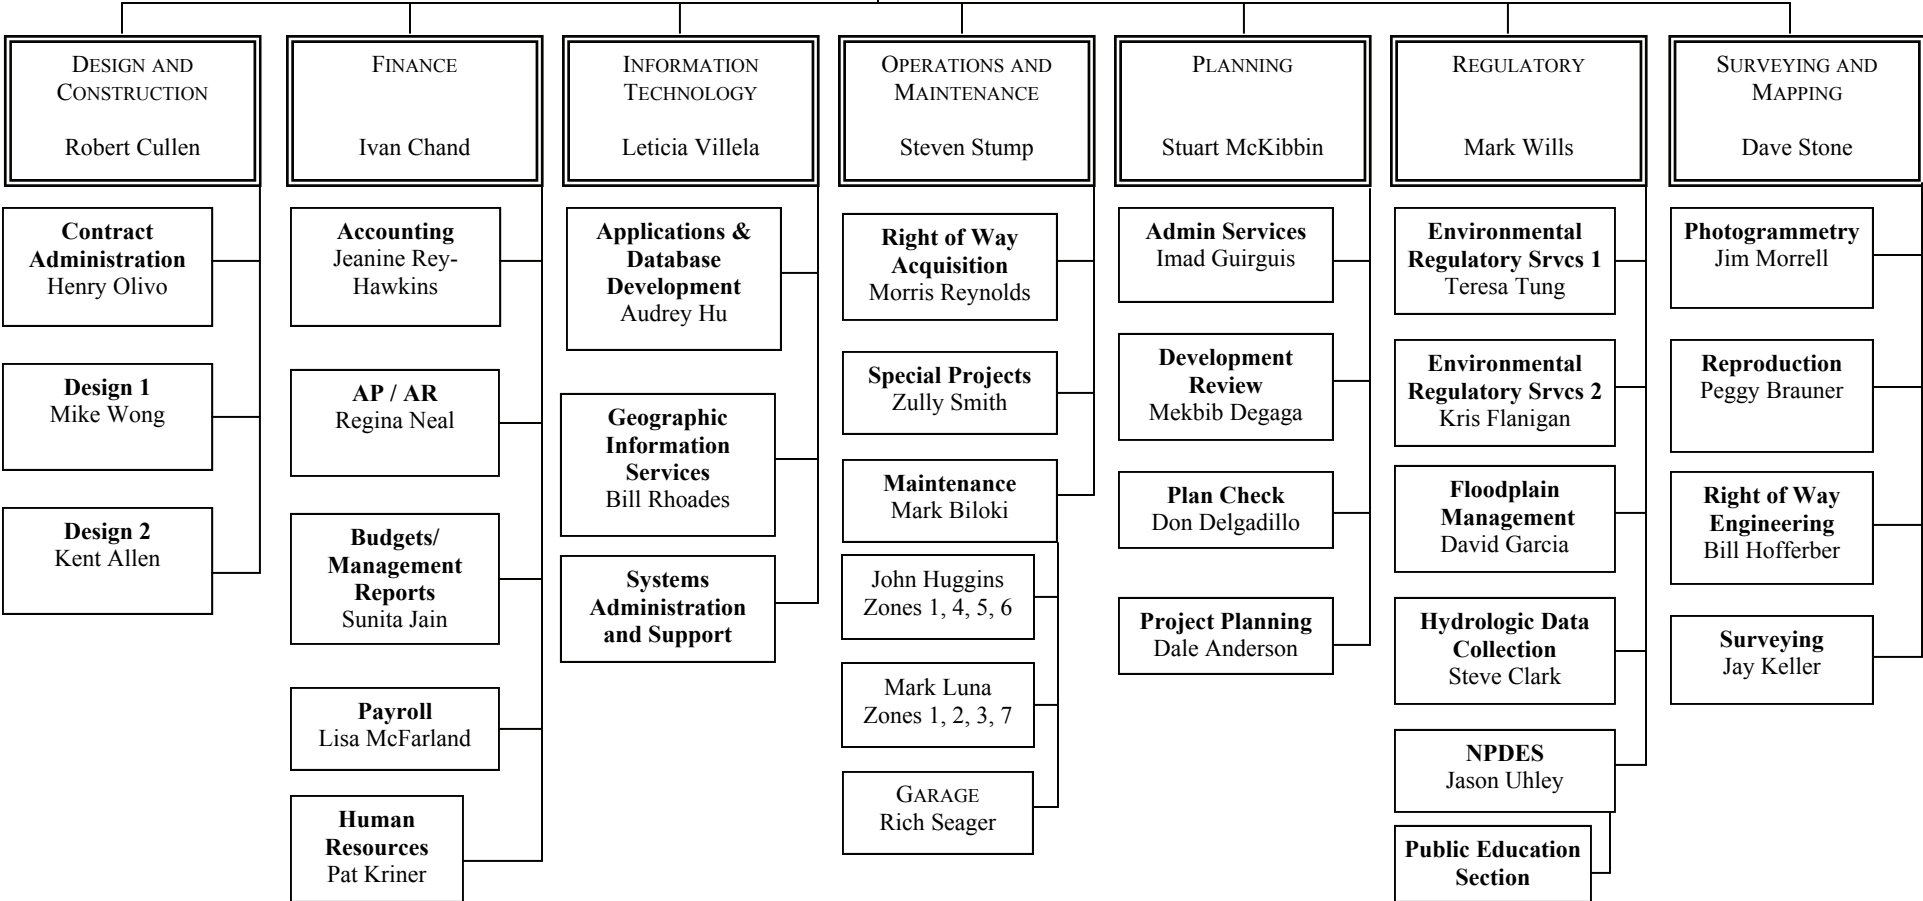 DESIGN AND
CONSTRUCTION
Robert Cullen
Contract
Administration
Henry Olivo
Design 1
Mike Wong
Design 2
Kent Allen
FINANCE
Ivan Chand
Accounting
Jeanine Rey-
Hawkins
AP / AR
Regina Neal
Budgets/
Management
Reports
Sunita Jain
Payroll
Lisa McFarland
Human
Resources
Pat Kriner
INFORMATION
TECHNOLOGY
Leticia Villela
Applications &
Database
Development
Audrey Hu
Geographic
Information
Services
Bill Rhoades
Systems
Administration
and Support
OPERATIONS AND
MAINTENANCE
Steven Stump
Right of Way
Acquisition
Morris Reynolds
Special Projects
Zully Smith
Maintenance
Mark Biloki
John Huggins
Zones 1, 4, 5, 6
Mark Luna
Zones 1, 2, 3, 7
GARAGE
Rich Seager
PLANNING
Stuart McKibbin
Admin Services
Imad Guirguis
Development
Review
Mekbib Degaga
Plan Check
Don Delgadillo
Project Planning
Dale Anderson
REGULATORY
Mark Wills
Environmental
Regulatory Srvcs 1
Teresa Tung
Environmental
Regulatory Srvcs 2
Kris Flanigan
Floodplain
Management
David Garcia
Hydrologic Data
Collection
Steve Clark
NPDES
Jason Uhley
Public Education
Section
SURVEYING AND
MAPPING
Dave Stone
Photogrammetry
Jim Morrell
Reproduction
Peggy Brauner
Right of Way
Engineering
Bill Hofferber
Surveying
Jay Keller